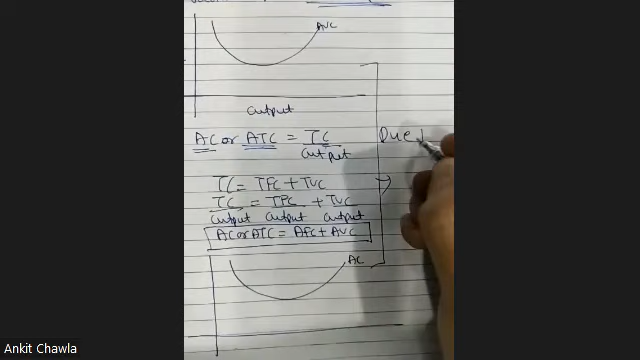 AVC
output
AC or ATC = TC
output
Due
TC = TFC + TVC
TC = TFC + TVC
output output output
AC or ATC = AFC + AVC
AC
Ankit Chawla